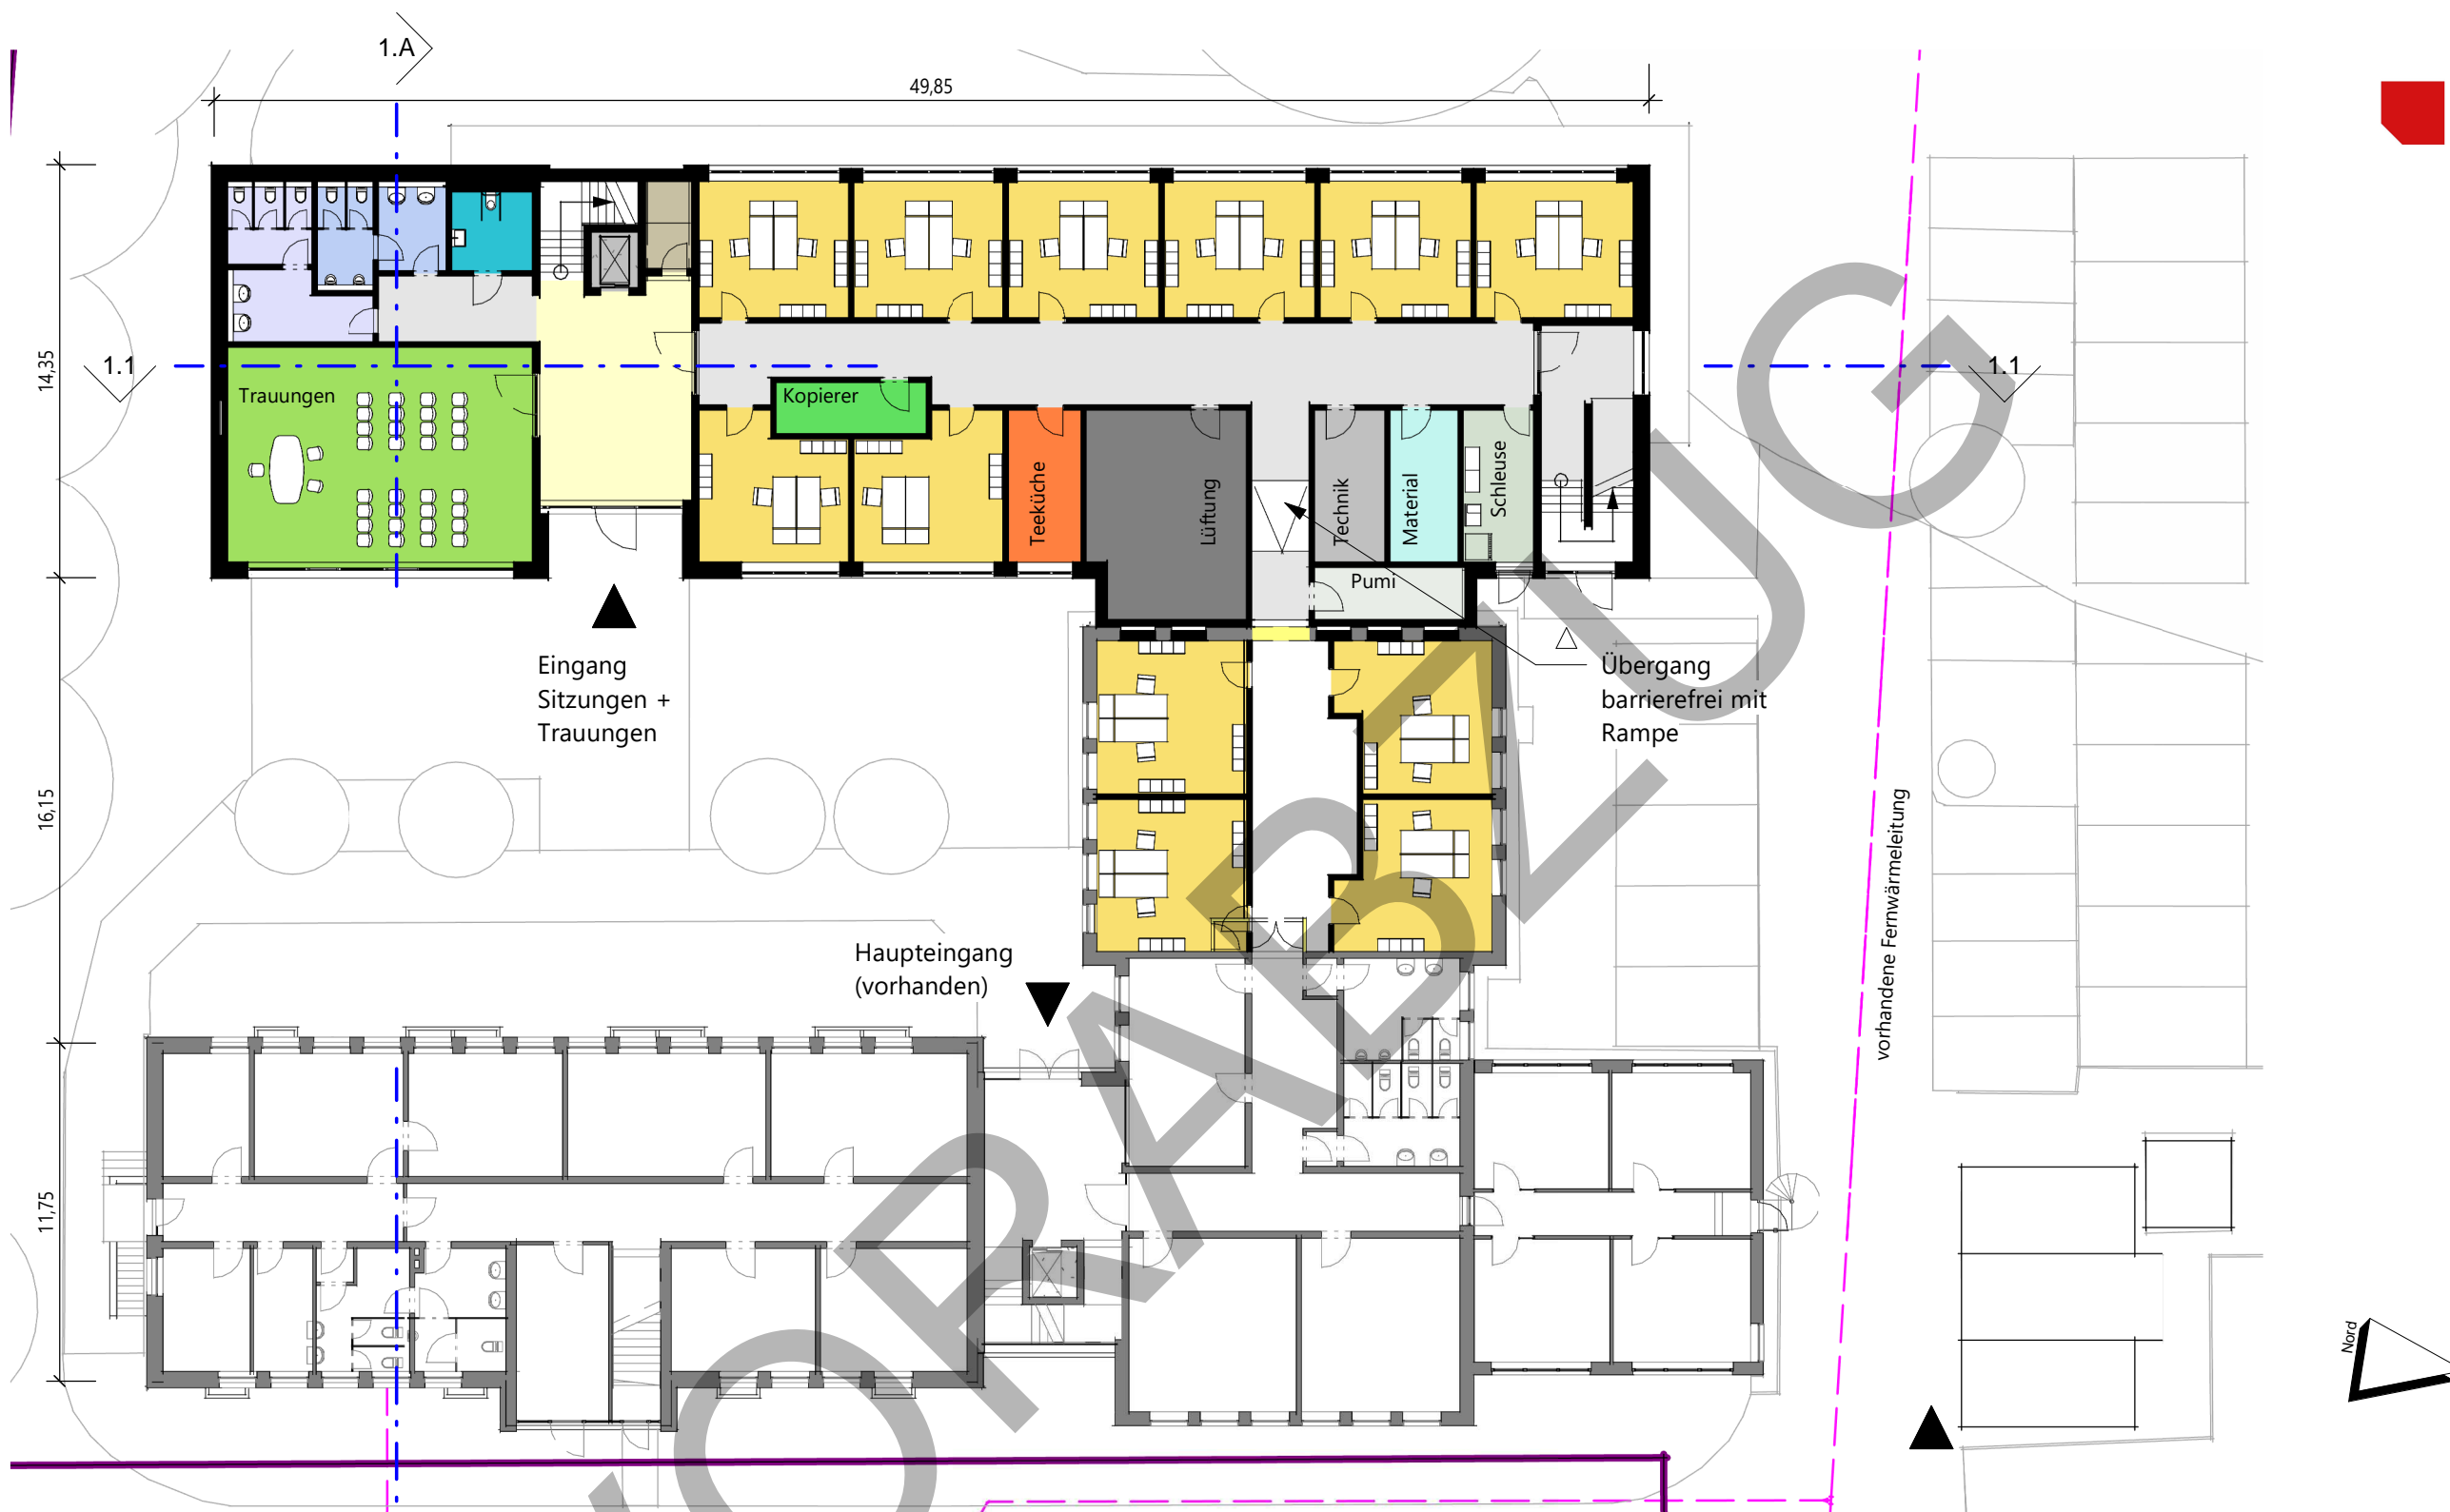 1.A
49,85
14,35
1.1
1.1
Trauungen
Kopierer
Teeküche
Lüftung
Technik
Material
Schleuse
Pumi
Eingang
Sitzungen +
Trauungen
Übergang
barrierefrei mit
Rampe
16,15
vorhandene Fernwärmeleitung
Haupteingang
(vorhanden)
11,75
Nord
ORABZUG